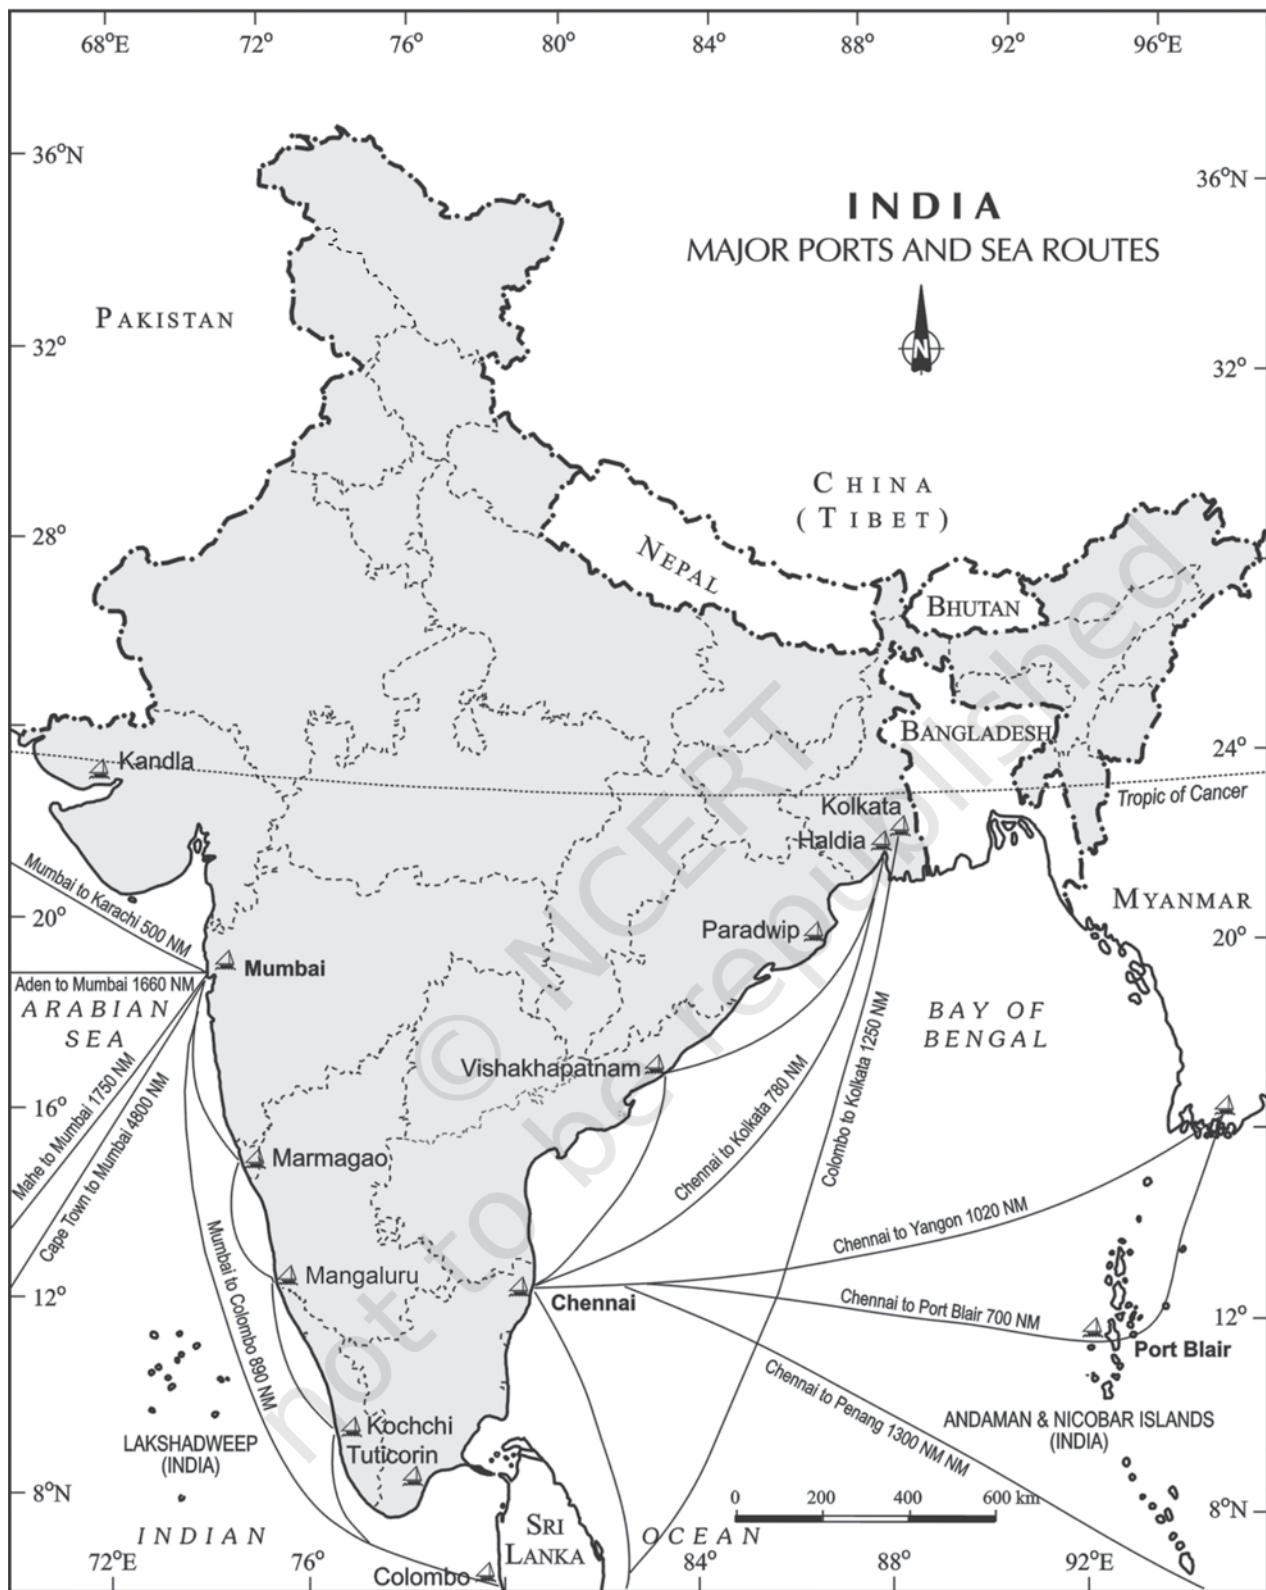 68°E 72° 76° 80° 84° 88° 92° 96°E
36°N
36°N
INDIA
MAJOR PORTS AND SEA ROUTES
N
PAKISTAN
32°
32°
CHINA
(TIBET)
28°
NEPAL
BHUTAN
BANGLADESH
24°
Kandla
Tropic of Cancer
Kolkata
Haldia
Mumbai to Karachi 500 NM
MYANMAR
20°
20°
Paradwip
Mumbai
Aden to Mumbai 1660 NM
ARABIAN
SEA
BAY OF
BENGAL
Mahe to Mumbai 1750 NM
Cape Town to Mumbai 4800 NM
Vishakhapatnam
Chennai to Kolkata 780 NM
Colombo to Kolkata 1250 NM
16°
Marmagao
Chennai to Yangon 1020 NM
Mumbai to Colombo 890 NM
Mangaluru
12°
Chennai
Chennai to Port Blair 700 NM
12°
Port Blair
Chennai to Penang 1300 NM NM
Kochchi
Tuticorin
LAKSHADWEEP
(INDIA)
ANDAMAN & NICOBAR ISLANDS
(INDIA)
8°N
8°N
0 200 400 600 km
INDIAN
OCEAN
SRI
LANKA
Colombo
72°E 76° 84° 88° 92°E
© NCERT
not to be republished